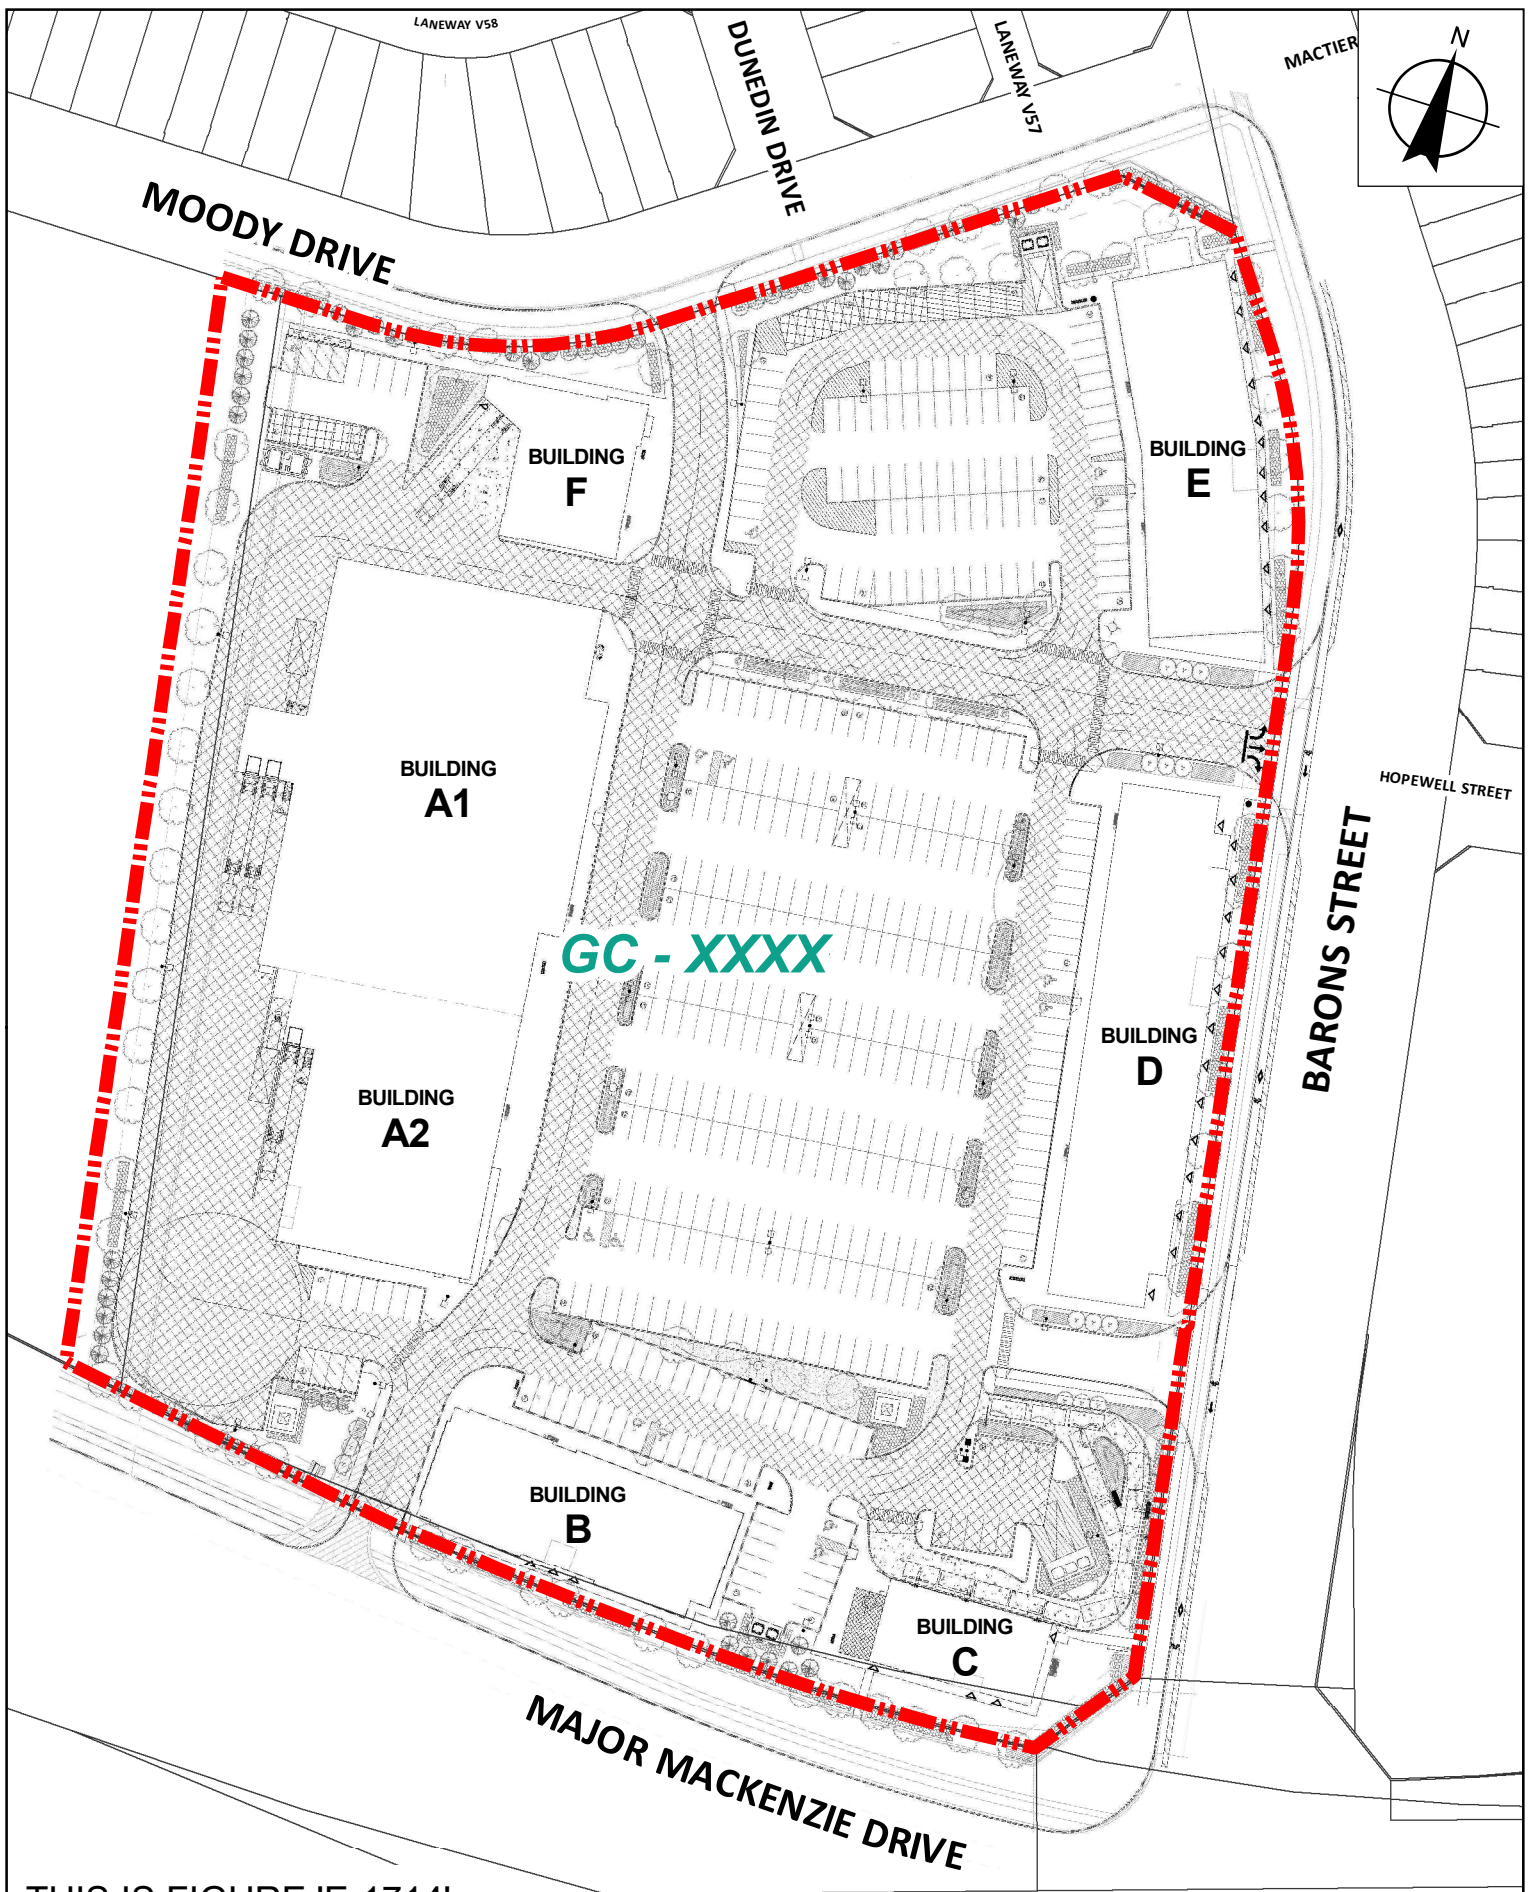 LANEWAY V58
DUNEDIN DRIVE
LANEWAY V57
MACTIER
N
MOODY DRIVE
BUILDING
F
BUILDING
E
BUILDING
A1
HOPEWELL STREET
BARONS STREET
GC - XXXX
BUILDING
D
BUILDING
A2
BUILDING
B
BUILDING
C
MAJOR MACKENZIE DRIVE